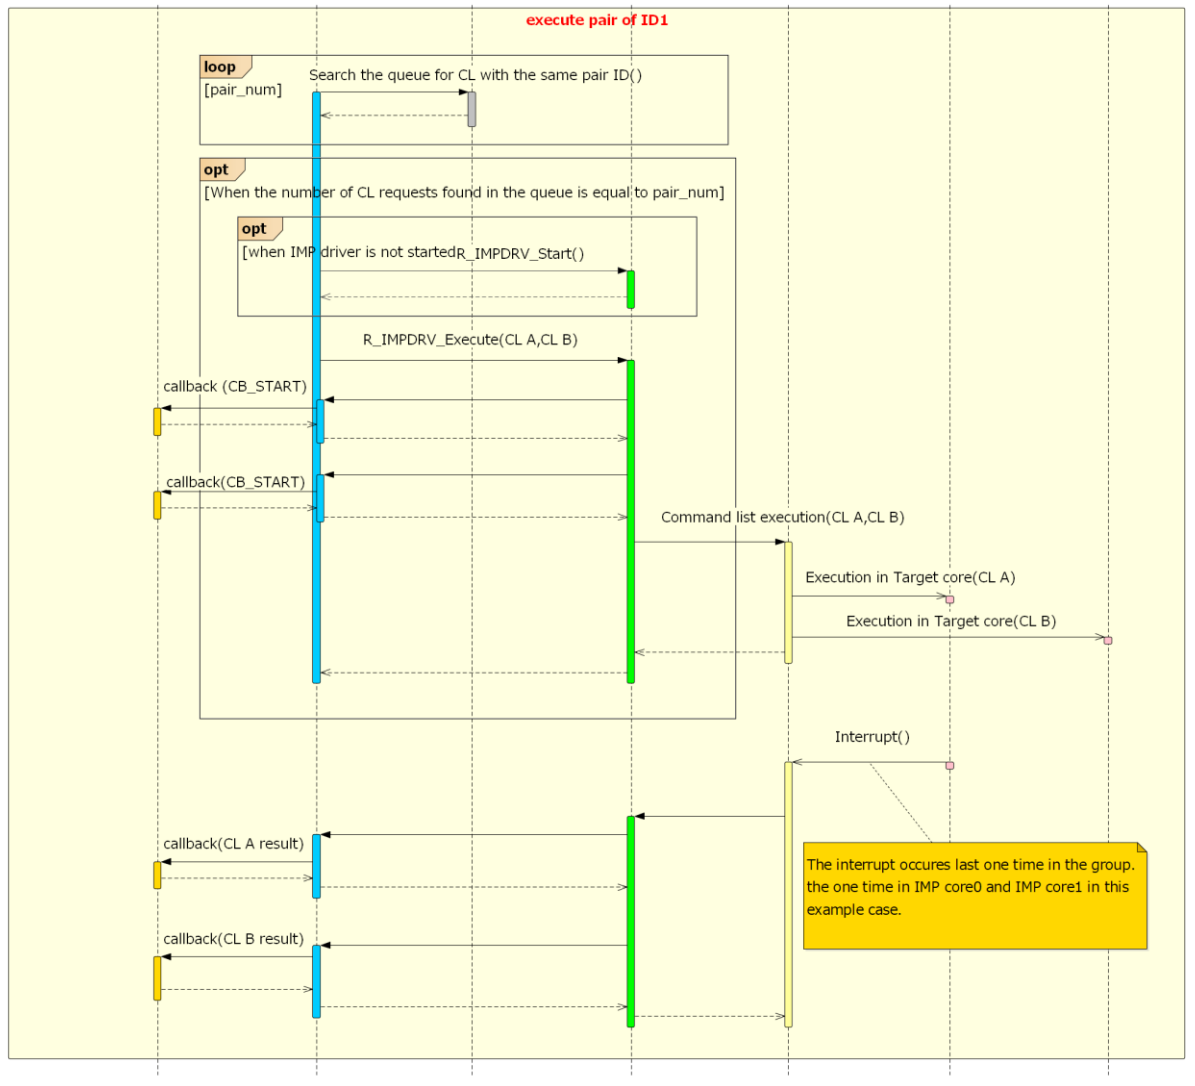 execute pair of ID1
loop
Search the queue for CL with the same pair ID()
[pair_num]
opt
[When the number of CL requests found in the queue is equal to pair_num]
opt
[when IMP driver is not started
R_IMPDRV_Start()
R_IMPDRV_Execute(CL A,CL B)
callback (CB_START)
callback(CB_START)
Command list execution(CL A,CL B)
Execution in Target core(CL A)
Execution in Target core(CL B)
Interrupt()
callback(CL A result)
The interrupt occures last one time in the group.
the one time in IMP core0 and IMP core1 in this
example case.
callback(CL B result)